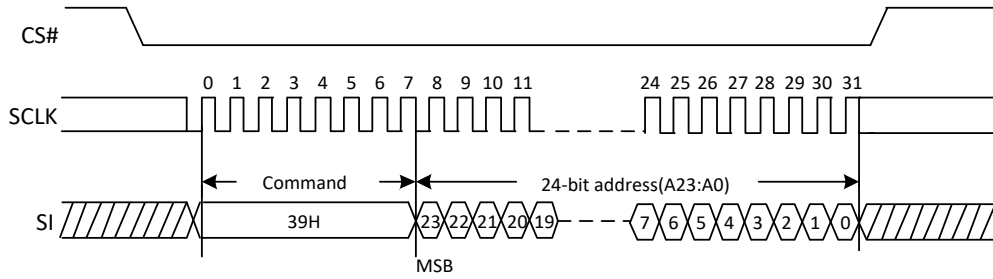 CS#
0 1 2 3 4 5 6 7 8 9 10 11 24 25 26 27 28 29 30 31
SCLK
Command 24-bit address(A23:A0)
SI 39H 23 22 21 20 19 7 6 5 4 3 2 1 0
MSB